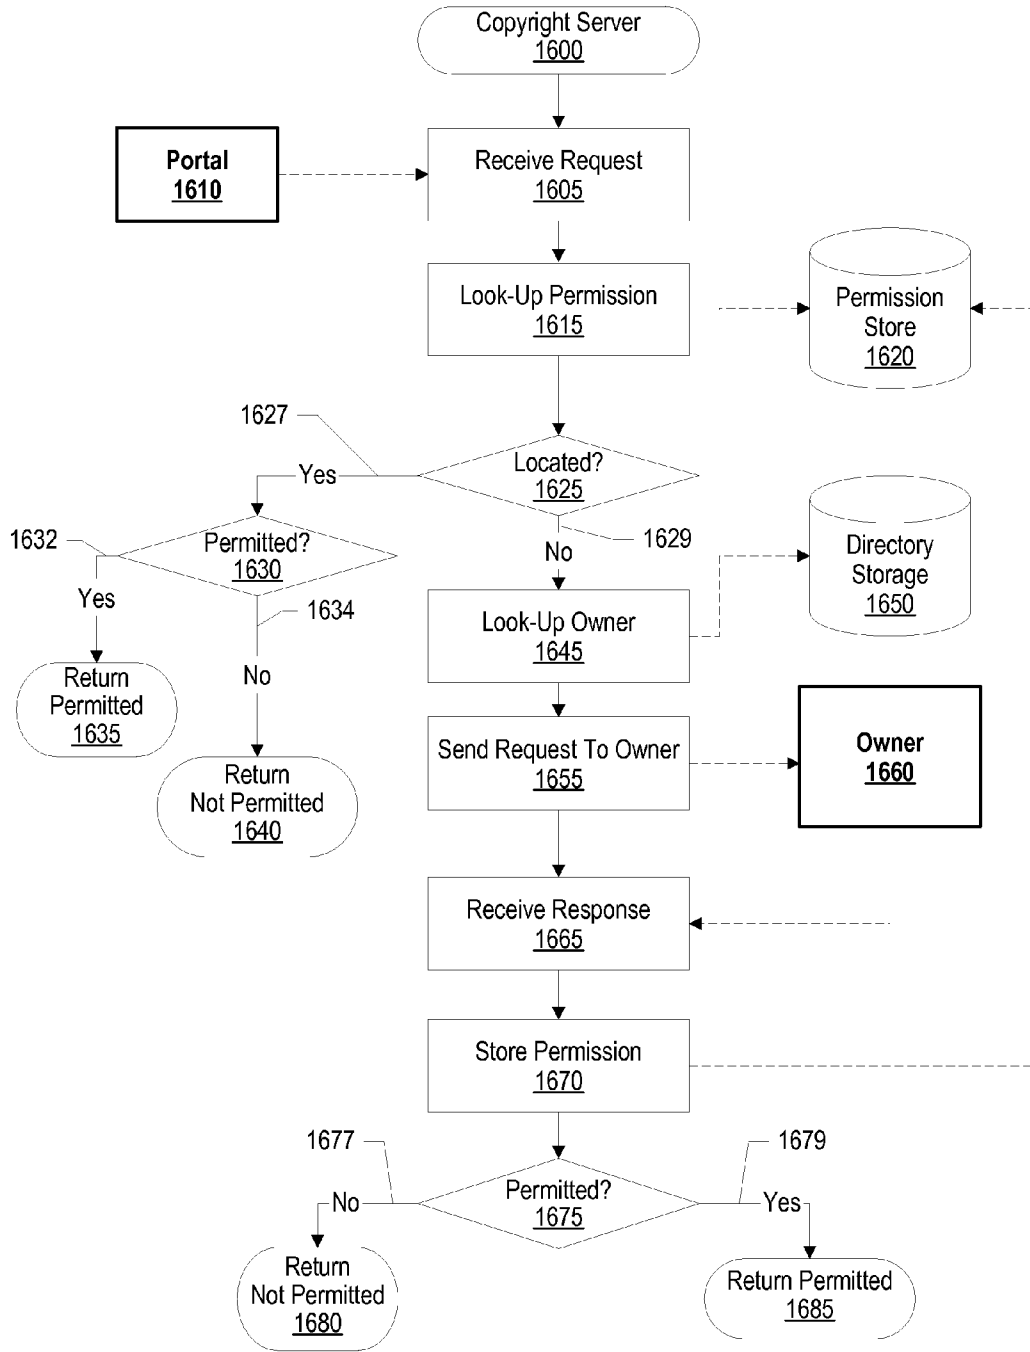 Copyright Server
1600
Portal
1610
Receive Request
1605
Look-Up Permission
1615
Permission
Store
1620
1627
Yes
Located?
1625
1629
No
1632
Permitted?
1630
Yes
1634
No
Directory
Storage
1650
Look-Up Owner
1645
Return
Permitted
1635
Send Request To Owner
1655
Owner
1660
Return
Not Permitted
1640
Receive Response
1665
Store Permission
1670
1677
1679
Permitted?
1675
No
Yes
Return
Not Permitted
1680
Return Permitted
1685